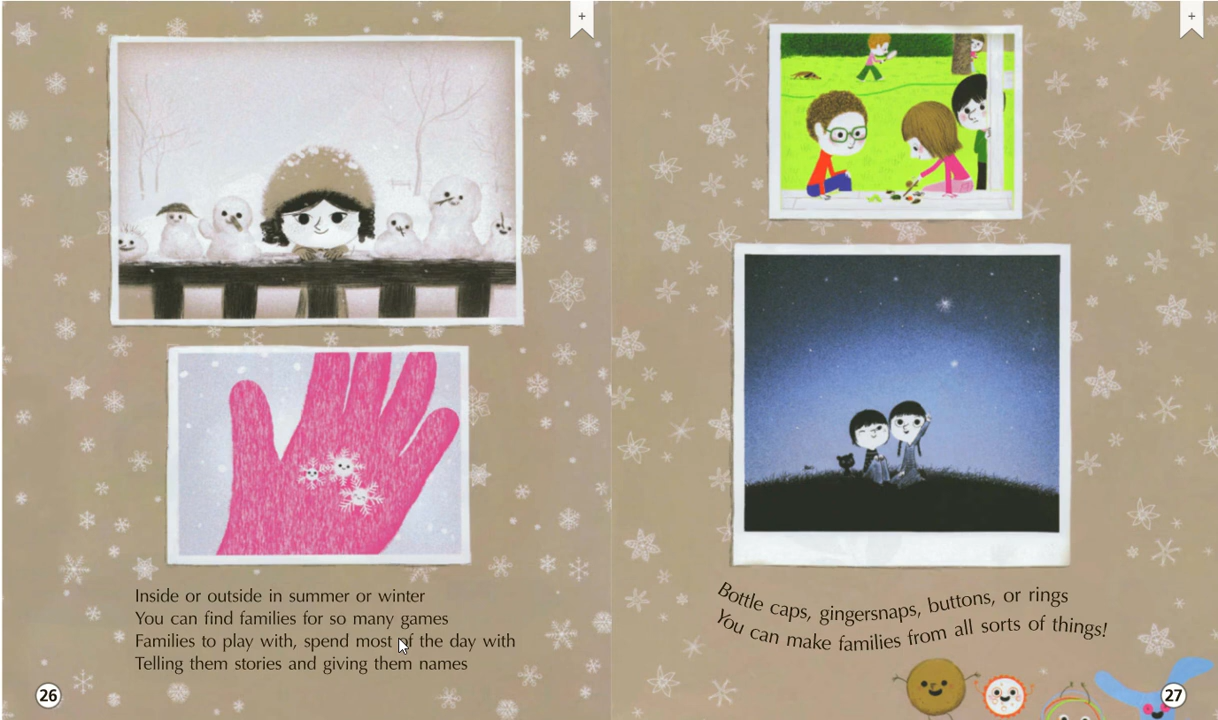 Inside or outside in summer or winter
You can find families for so many games
Families to play with, spend most of the day with
Telling them stories and giving them names
26
Bottle caps, gingersnaps, buttons, or rings
You can make families from all sorts of things!
27